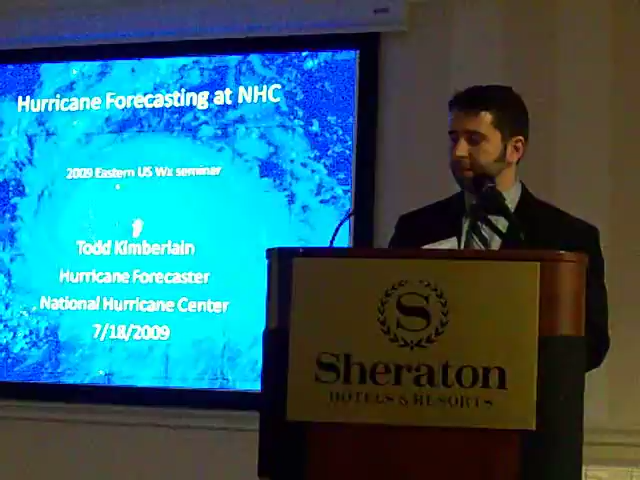 Hurricane Forecasting at NHC
2009 Eastern US Wx seminar
Todd Kimberlain
Hurricane Forecaster
National Hurricane Center
7/18/2009
S
Sheraton
HOTELS & RESORTS